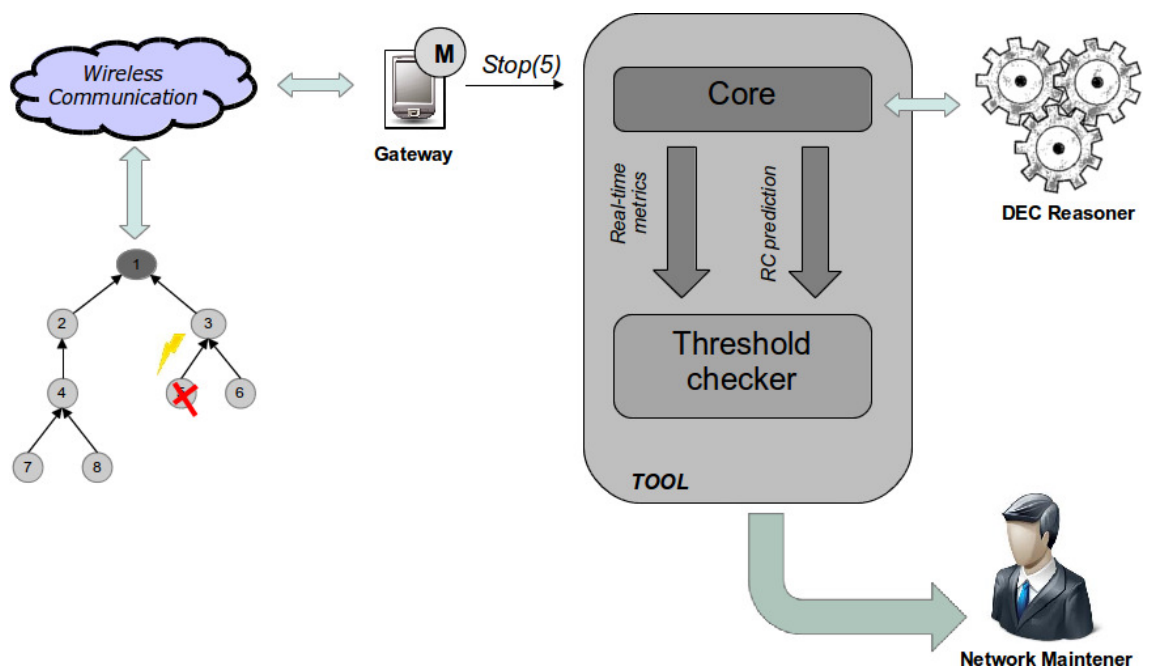 Wireless
Communication
M
Stop(5)
Gateway
Core
Real-time
metrics
RC prediction
DEC Reasoner
Threshold
checker
TOOL
1
2
3
4
5
6
7
8
Network Maintener